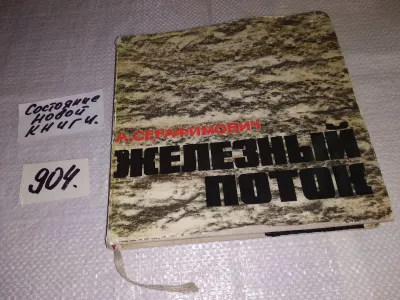 Состояние
новой
книги.
904.
А. СЕРАФИМОВИЧ
ЖЕЛЕЗНЫЙ
ПОТОК